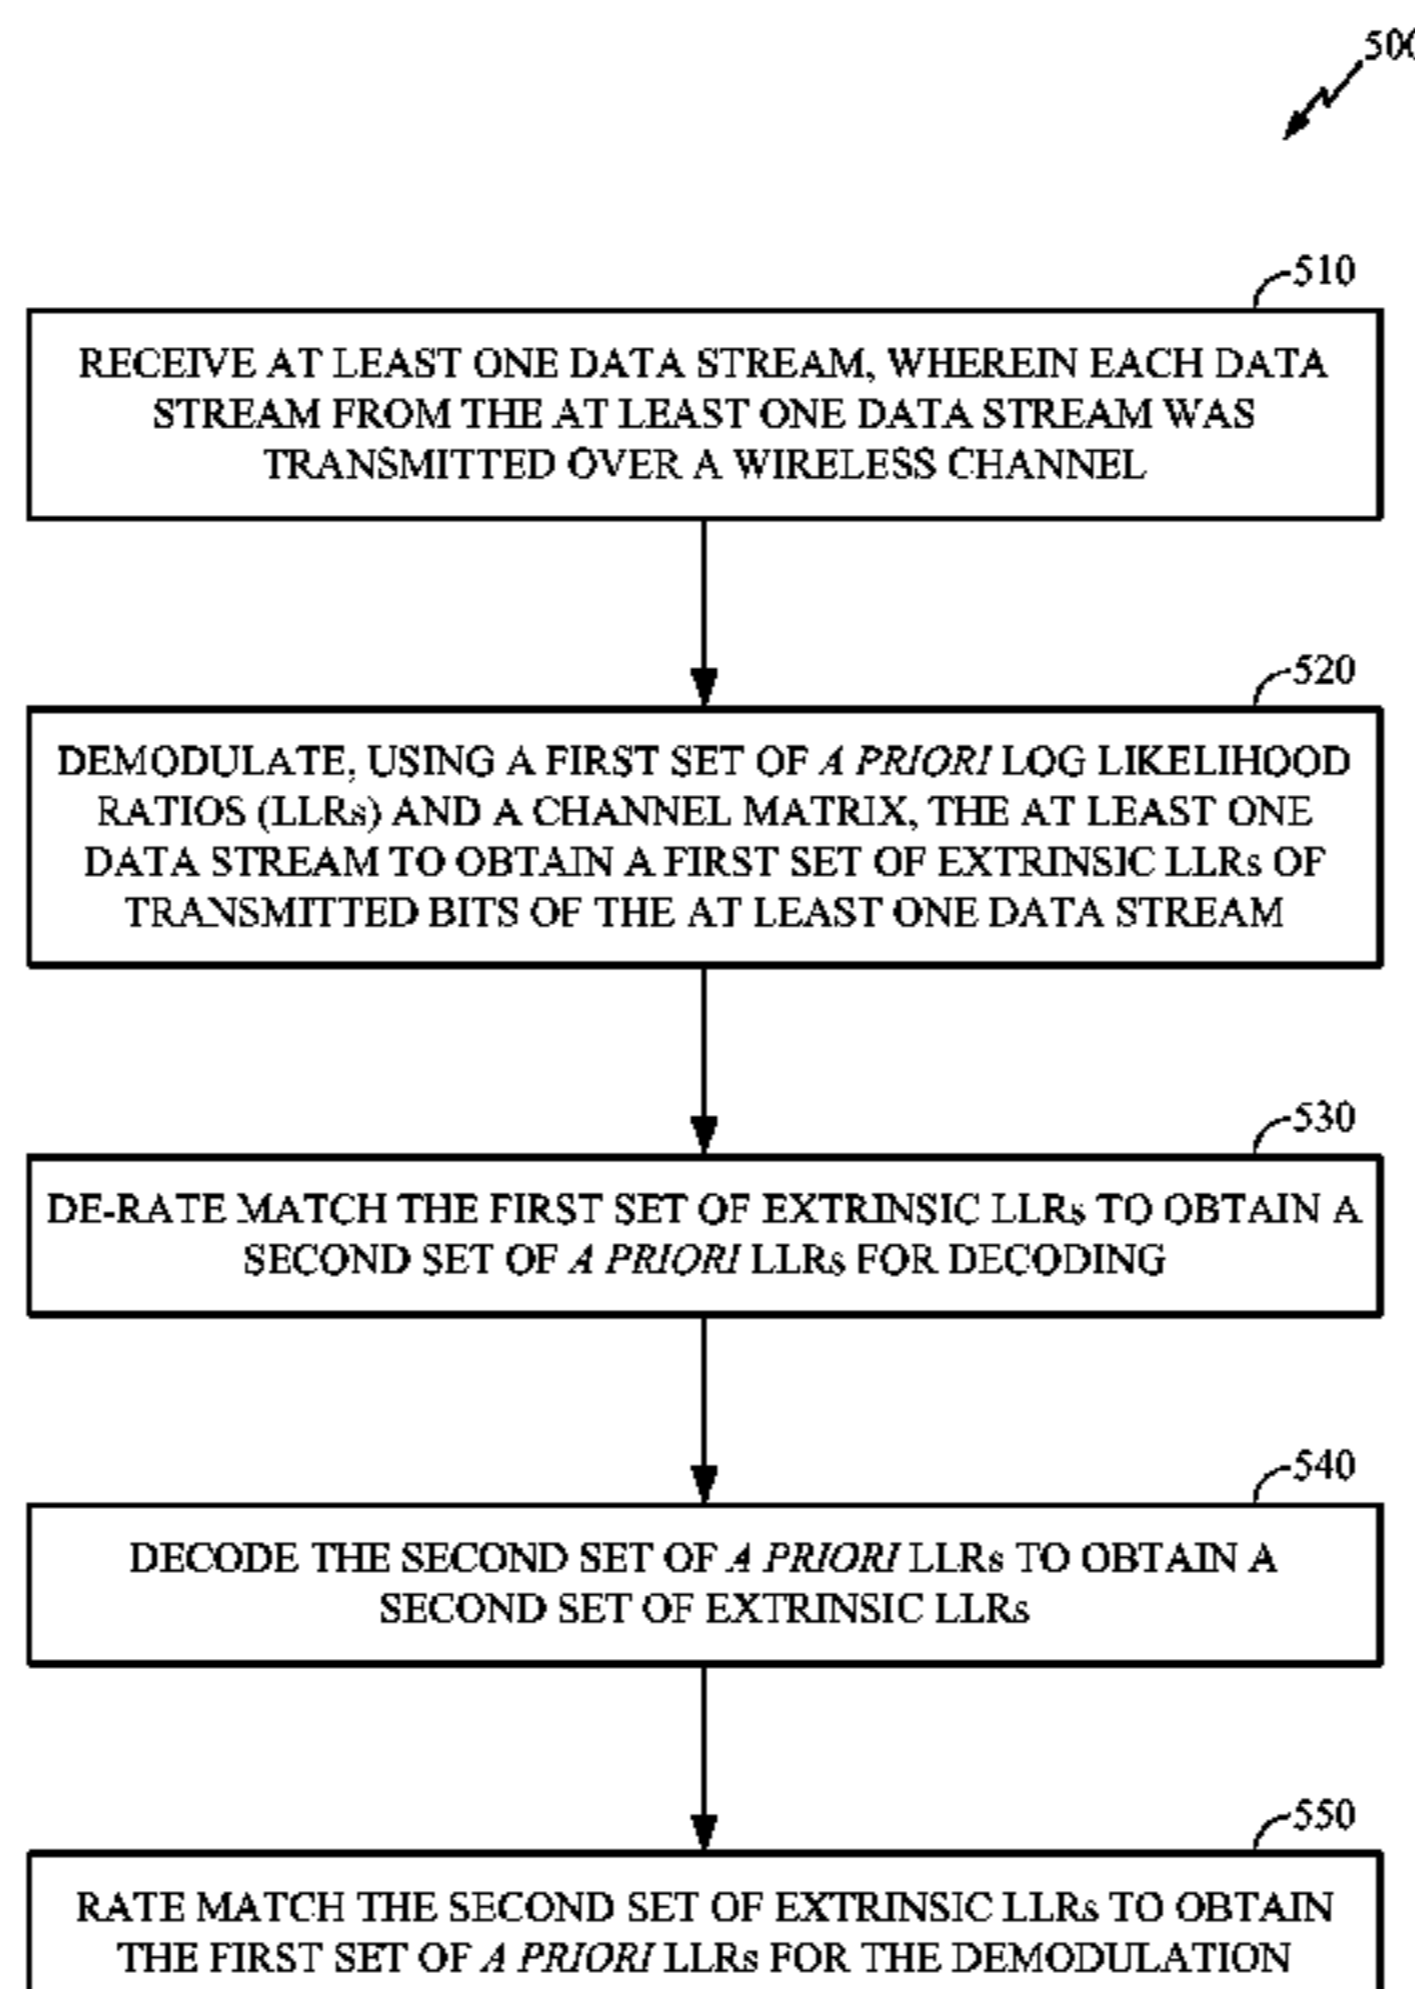 500
510
RECEIVE AT LEAST ONE DATA STREAM, WHEREIN EACH DATA
STREAM FROM THE AT LEAST ONE DATA STREAM WAS
TRANSMITTED OVER A WIRELESS CHANNEL
520
DEMODULATE, USING A FIRST SET OF A PRIORI LOG LIKELIHOOD
RATIOS (LLRs) AND A CHANNEL MATRIX, THE AT LEAST ONE
DATA STREAM TO OBTAIN A FIRST SET OF EXTRINSIC LLRs OF
TRANSMITTED BITS OF THE AT LEAST ONE DATA STREAM
530
DE-RATE MATCH THE FIRST SET OF EXTRINSIC LLRs TO OBTAIN A
SECOND SET OF A PRIORI LLRs FOR DECODING
540
DECODE THE SECOND SET OF A PRIORI LLRs TO OBTAIN A
SECOND SET OF EXTRINSIC LLRs
550
RATE MATCH THE SECOND SET OF EXTRINSIC LLRs TO OBTAIN
THE FIRST SET OF A PRIORI LLRs FOR THE DEMODULATION